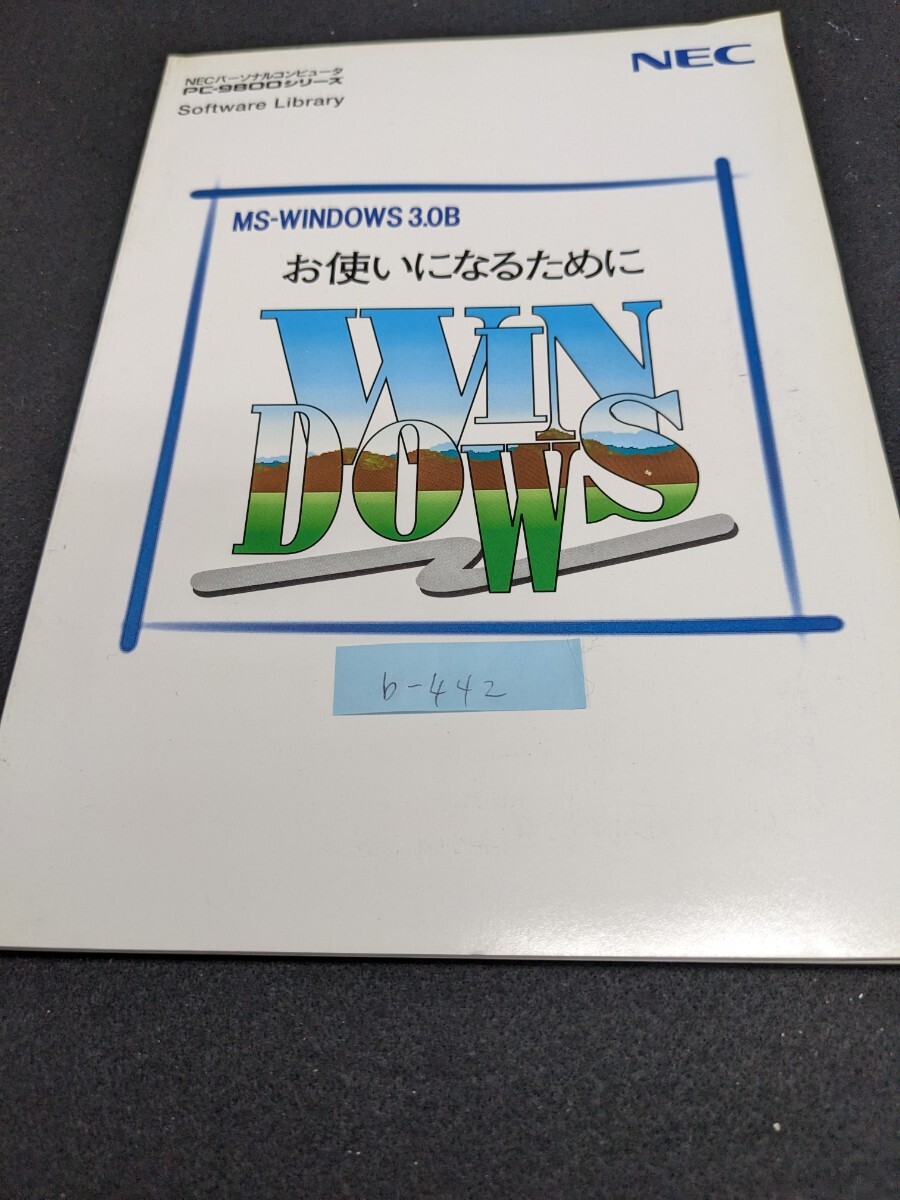 NECパーソナルコンピュータ
PC-9800シリーズ
Software Library
NEC
MS-WINDOWS 3.0B
お使いになるために
WIN
DOWS
b-442